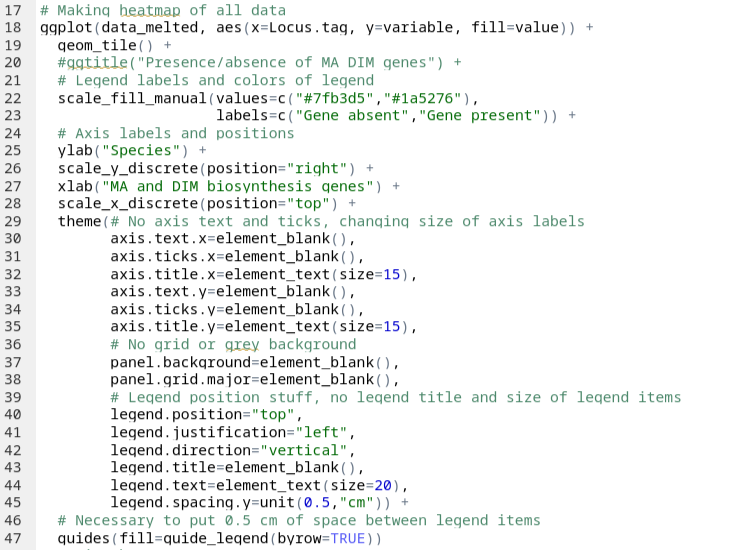 17 # Making heatmap of all data
18 ggplot(data_melted, aes(x=Locus.tag, y=variable, fill=value)) +
19   geom_tile() +
20   #ggtitle("Presence/absence of MA DIM genes") +
21   # Legend labels and colors of legend
22   scale_fill_manual(values=c("#7fb3d5","#1a5276"),
23                     labels=c("Gene absent","Gene present")) +
24   # Axis labels and positions
25   ylab("Species") +
26   scale_y_discrete(position="right") +
27   xlab("MA and DIM biosynthesis genes") +
28   scale_x_discrete(position="top") +
29   theme(# No axis text and ticks, changing size of axis labels
30         axis.text.x=element_blank(),
31         axis.ticks.x=element_blank(),
32         axis.title.x=element_text(size=15),
33         axis.text.y=element_blank(),
34         axis.ticks.y=element_blank(),
35         axis.title.y=element_text(size=15),
36         # No grid or grey background
37         panel.background=element_blank(),
38         panel.grid.major=element_blank(),
39         # Legend position stuff, no legend title and size of legend items
40         legend.position="top",
41         legend.justification="left",
42         legend.direction="vertical",
43         legend.title=element_blank(),
44         legend.text=element_text(size=20),
45         legend.spacing.y=unit(0.5,"cm")) +
46   # Necessary to put 0.5 cm of space between legend items
47   guides(fill=guide_legend(byrow=TRUE))